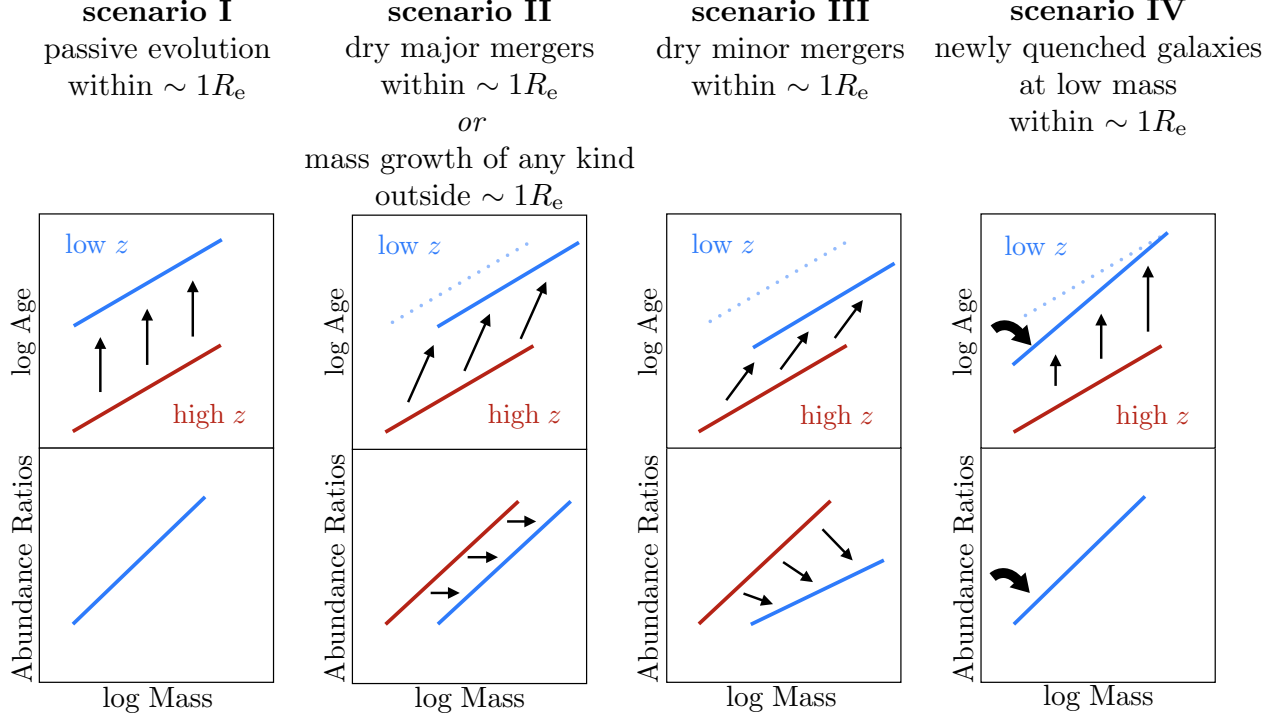 scenario I
passive evolution
within ∼ 1Re
scenario II
dry major mergers
within ∼ 1Re
or
mass growth of any kind
outside ∼ 1Re
scenario III
dry minor mergers
within ∼ 1Re
scenario IV
newly quenched galaxies
at low mass
within ∼ 1Re
log Age
low z
high z
log Age
low z
high z
log Age
low z
high z
log Age
low z
high z
Abundance Ratios
Abundance Ratios
Abundance Ratios
Abundance Ratios
log Mass
log Mass
log Mass
log Mass